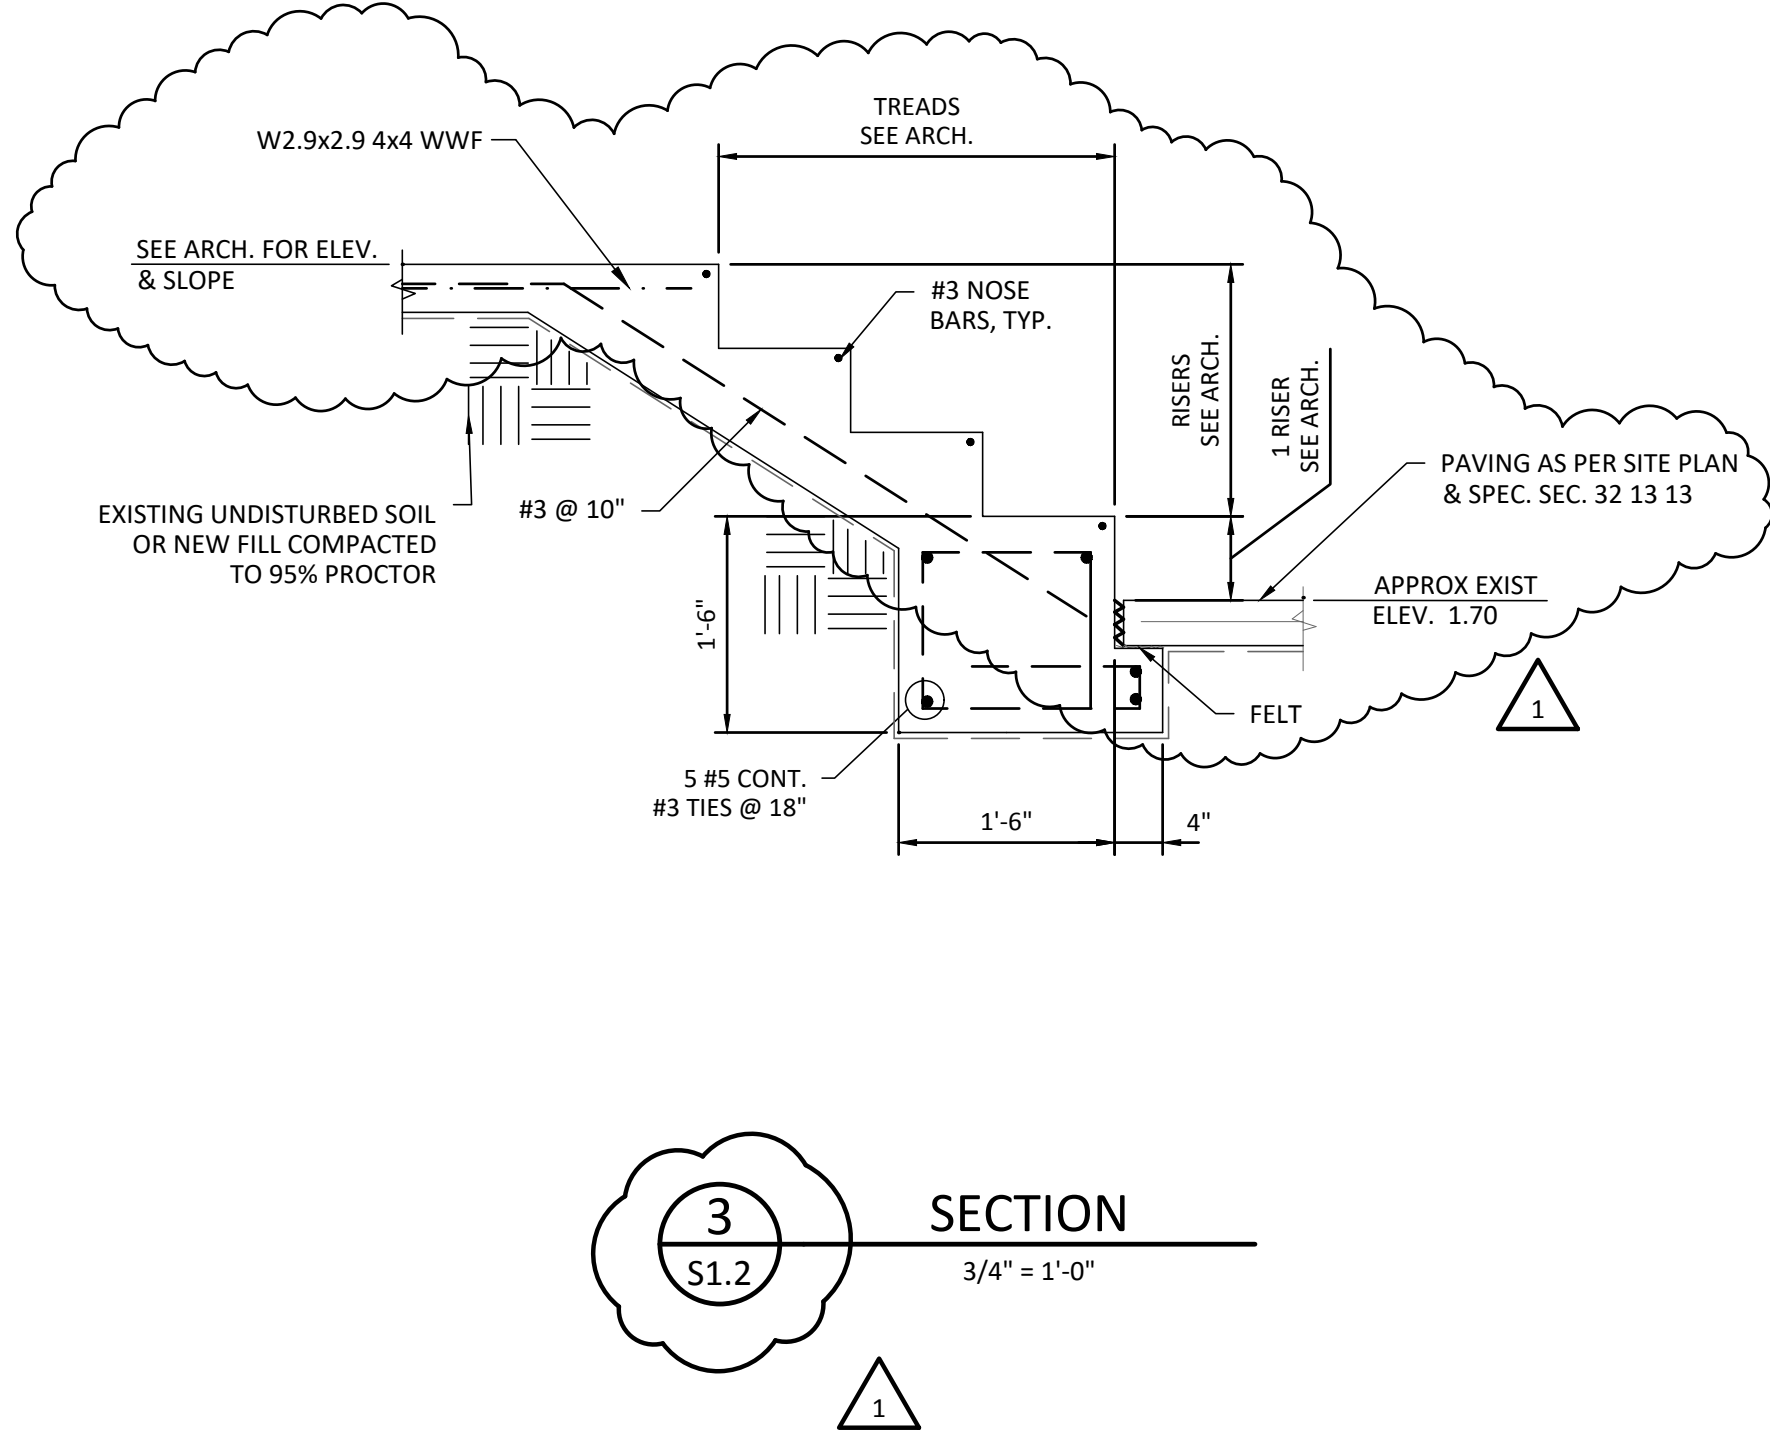 TREADS
SEE ARCH.
W2.9x2.9 4x4 WWF
SEE ARCH. FOR ELEV.
& SLOPE
#3 NOSE
BARS, TYP.
RISERS
SEE ARCH.
1 RISER
SEE ARCH.
PAVING AS PER SITE PLAN
& SPEC. SEC. 32 13 13
#3 @ 10"
EXISTING UNDISTURBED SOIL
OR NEW FILL COMPACTED
TO 95% PROCTOR
APPROX EXIST
ELEV. 1.70
1'-6"
FELT
1
5 #5 CONT.
#3 TIES @ 18"
1'-6"
4"
3
S1.2
SECTION
3/4" = 1'-0"
1